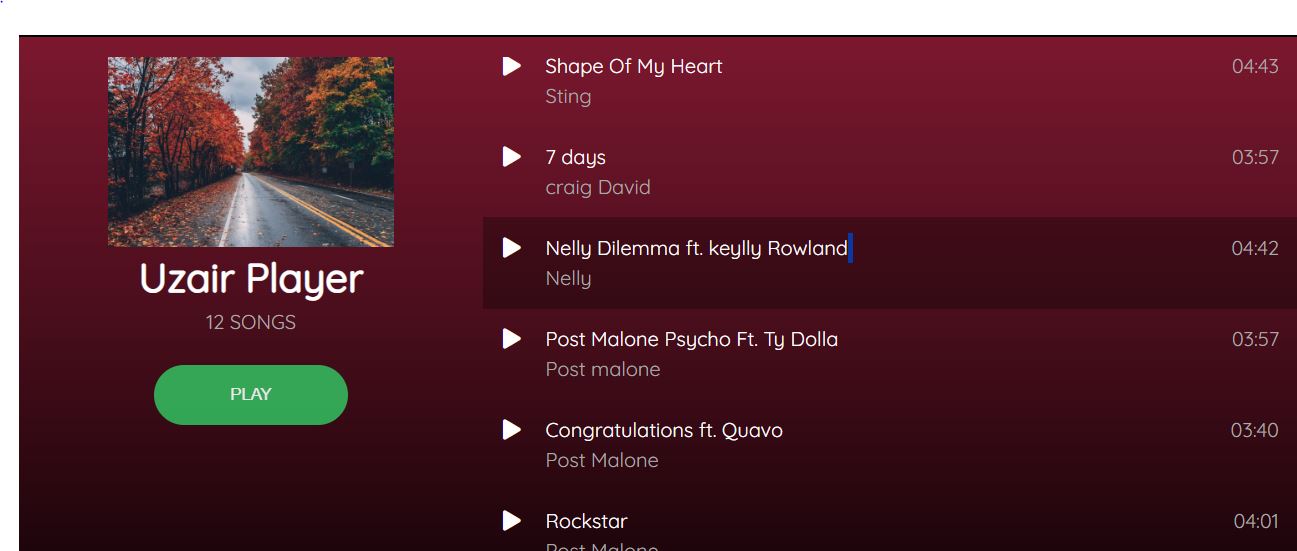 Uzair Player
12 SONGS
PLAY
Shape Of My Heart 04:43
Sting
7 days 03:57
craig David
Nelly Dilemma ft. keylly Rowland 04:42
Nelly
Post Malone Psycho Ft. Ty Dolla 03:57
Post malone
Congratulations ft. Quavo 03:40
Post Malone
Rockstar 04:01
Post Malone